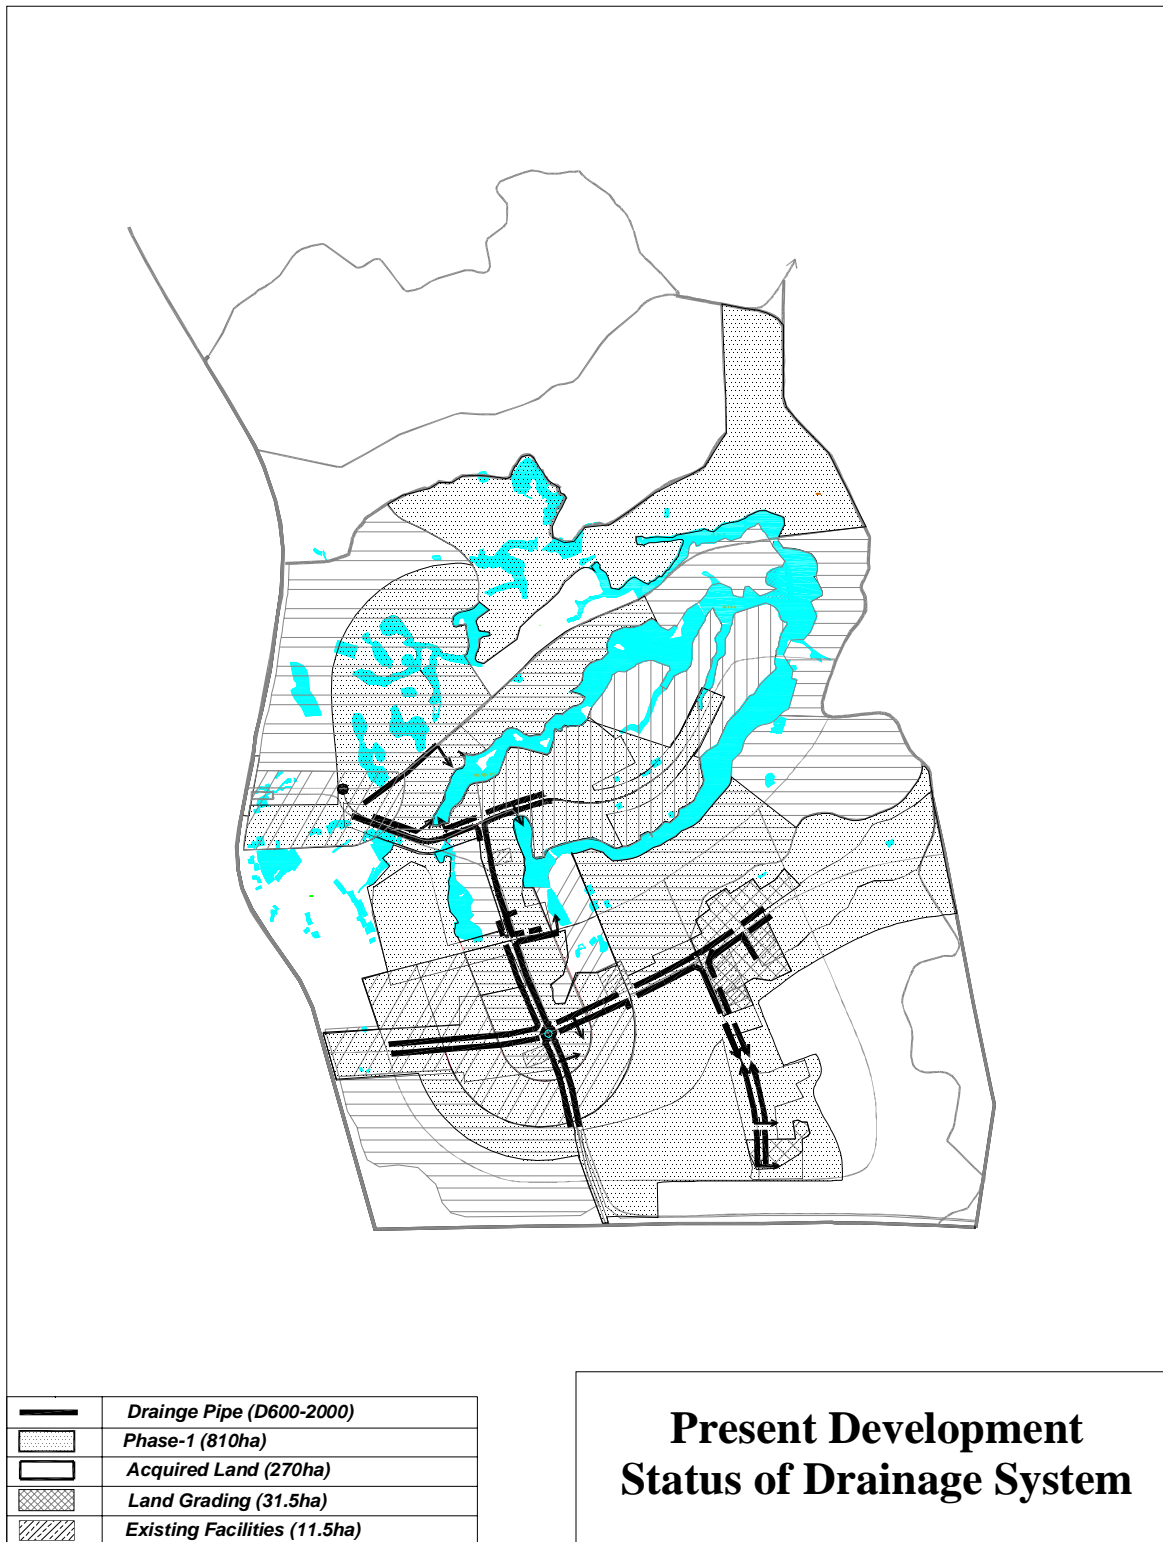 Drainge Pipe (D600-2000)
Phase-1 (810ha)
Acquired Land (270ha)
Land Grading (31.5ha)
Existing Facilities (11.5ha)
Present Development
Status of Drainage System